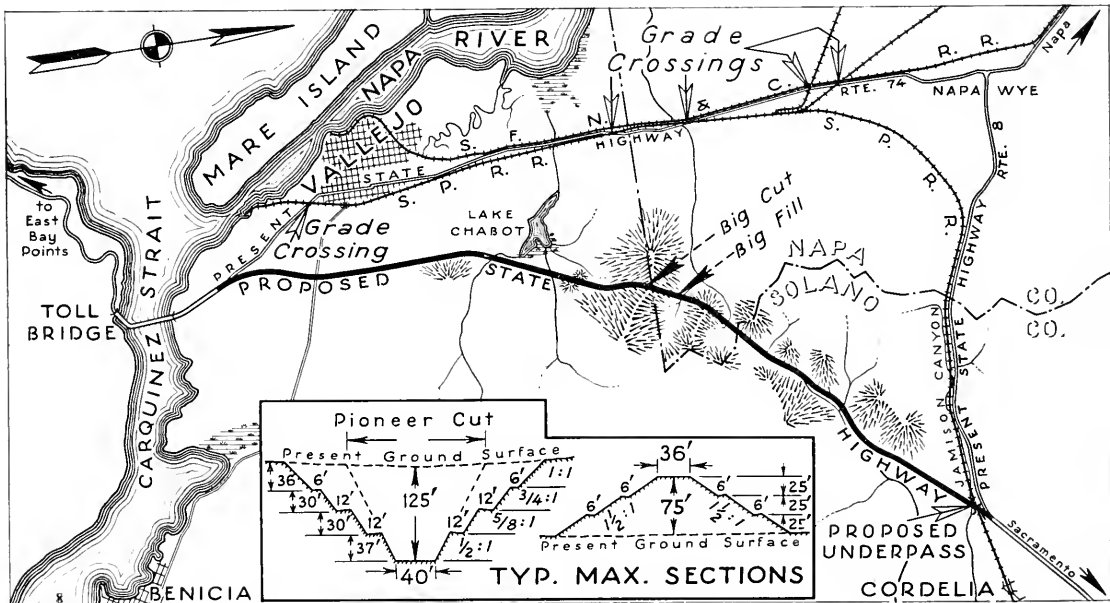 MARE ISLAND
NAPA
RIVER
Grade
Crossings
Napa
RTE. 74
NAPA WYE
RTE. 8
S. F. N. & C. R. R.
HIGHWAY
STATE
PRESENT
S. P. R. R.
S. P. R. R.
VALLEJO
to
East
Bay
Points
CARQUINEZ STRAIT
Grade
Crossing
LAKE
CHABOT
Big Cut
Big Fill
NAPA CO.
SOLANO CO.
TOLL
BRIDGE
PROPOSED STATE HIGHWAY
JAMISON CANYON
PRESENT STATE HIGHWAY
PROPOSED
UNDERPASS
CORDELIA
Sacramento
BENICIA
8
Pioneer Cut
Present Ground Surface
36'
30'
30'
37'
6'
12'
12'
125'
40'
12'
12'
6'
1:1
3/4:1
5/8:1
1/2:1
36'
6'
6'
6'
6'
75'
1 1/2:1
1 1/2:1
25'
25'
25'
Present Ground Surface
TYP. MAX. SECTIONS